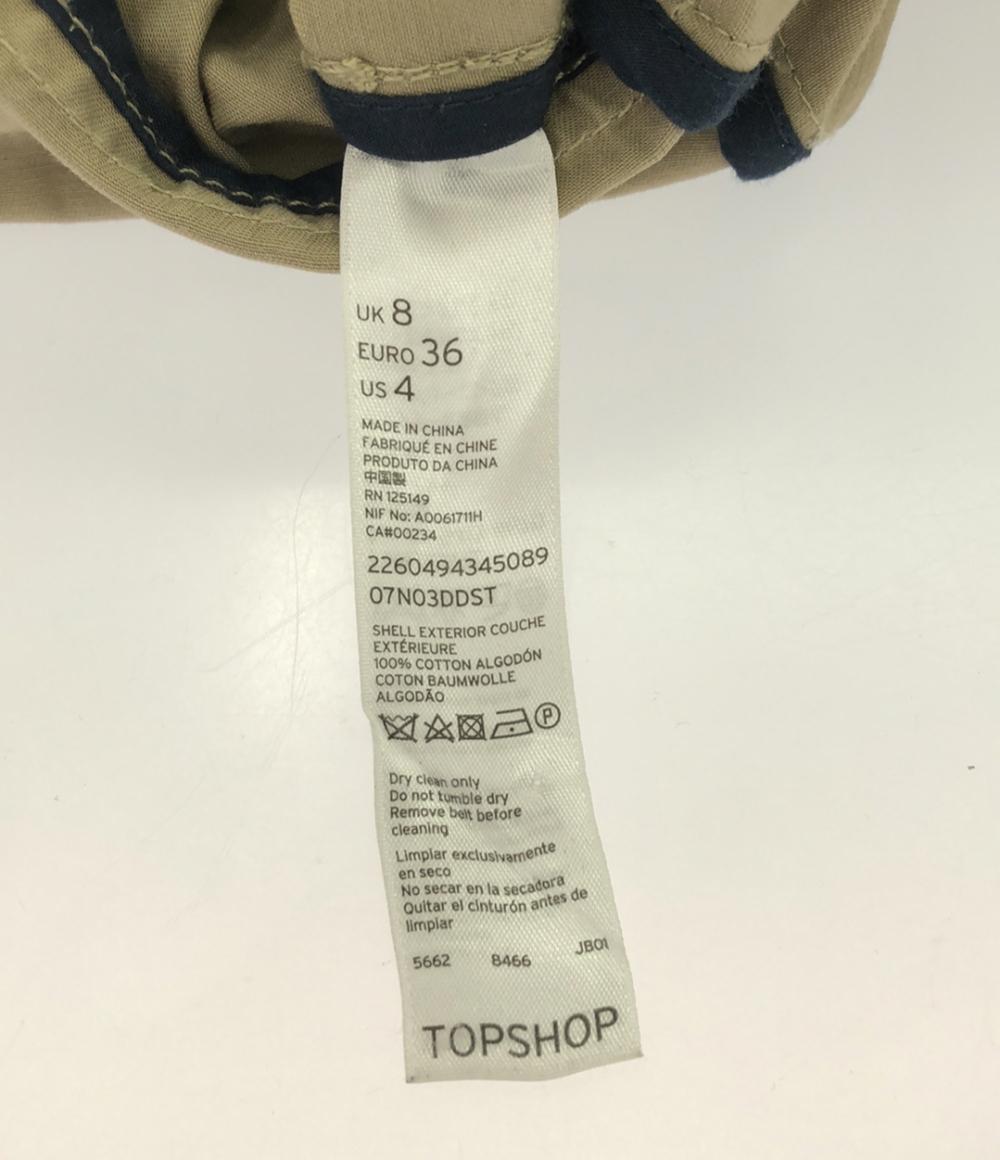 UK 8
EURO 36
US 4
MADE IN CHINA
FABRIQUÉ EN CHINE
PRODUTO DA CHINA
中国製
RN 125149
NIF No: A0061711H
CA#00234
2260494345089
07N03DDST
SHELL EXTERIOR COUCHE
EXTÉRIEURE
100% COTTON ALGODÓN
COTON BAUMWOLLE
ALGODÃO
P
Dry clean only
Do not tumble dry
Remove belt before
cleaning
Limpiar exclusivamente
en seco
No secar en la secadora
Quitar el cinturón antes de
limpiar
5662 8466 JB01
TOPSHOP